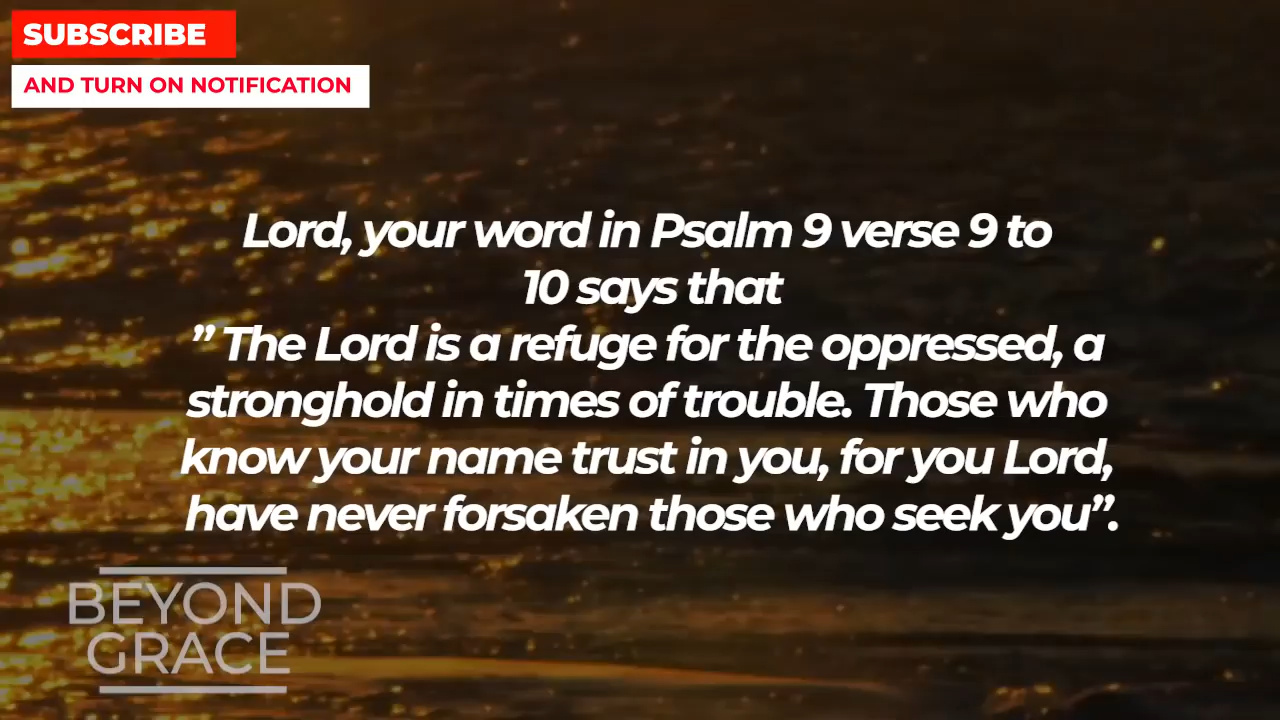 SUBSCRIBE
AND TURN ON NOTIFICATION
Lord, your word in Psalm 9 verse 9 to
10 says that
” The Lord is a refuge for the oppressed, a
stronghold in times of trouble. Those who
know your name trust in you, for you Lord,
have never forsaken those who seek you”.
BEYOND
GRACE